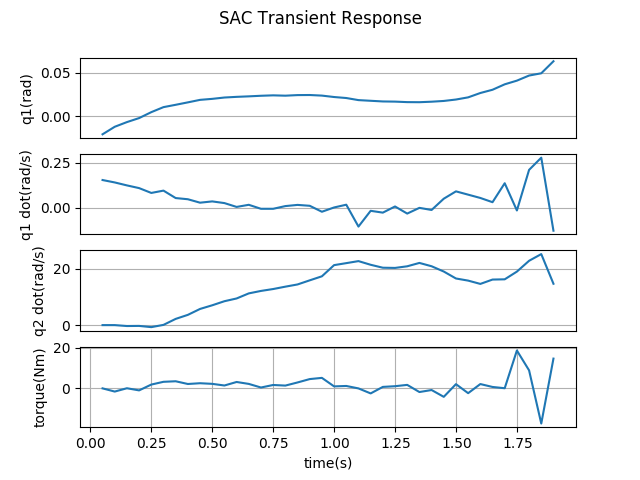 SAC Transient Response
0.05
0.00
q1(rad)
0.25
0.00
q1 dot(rad/s)
20
0
q2 dot(rad/s)
20
0
torque(Nm)
0.00 0.25 0.50 0.75 1.00 1.25 1.50 1.75
time(s)